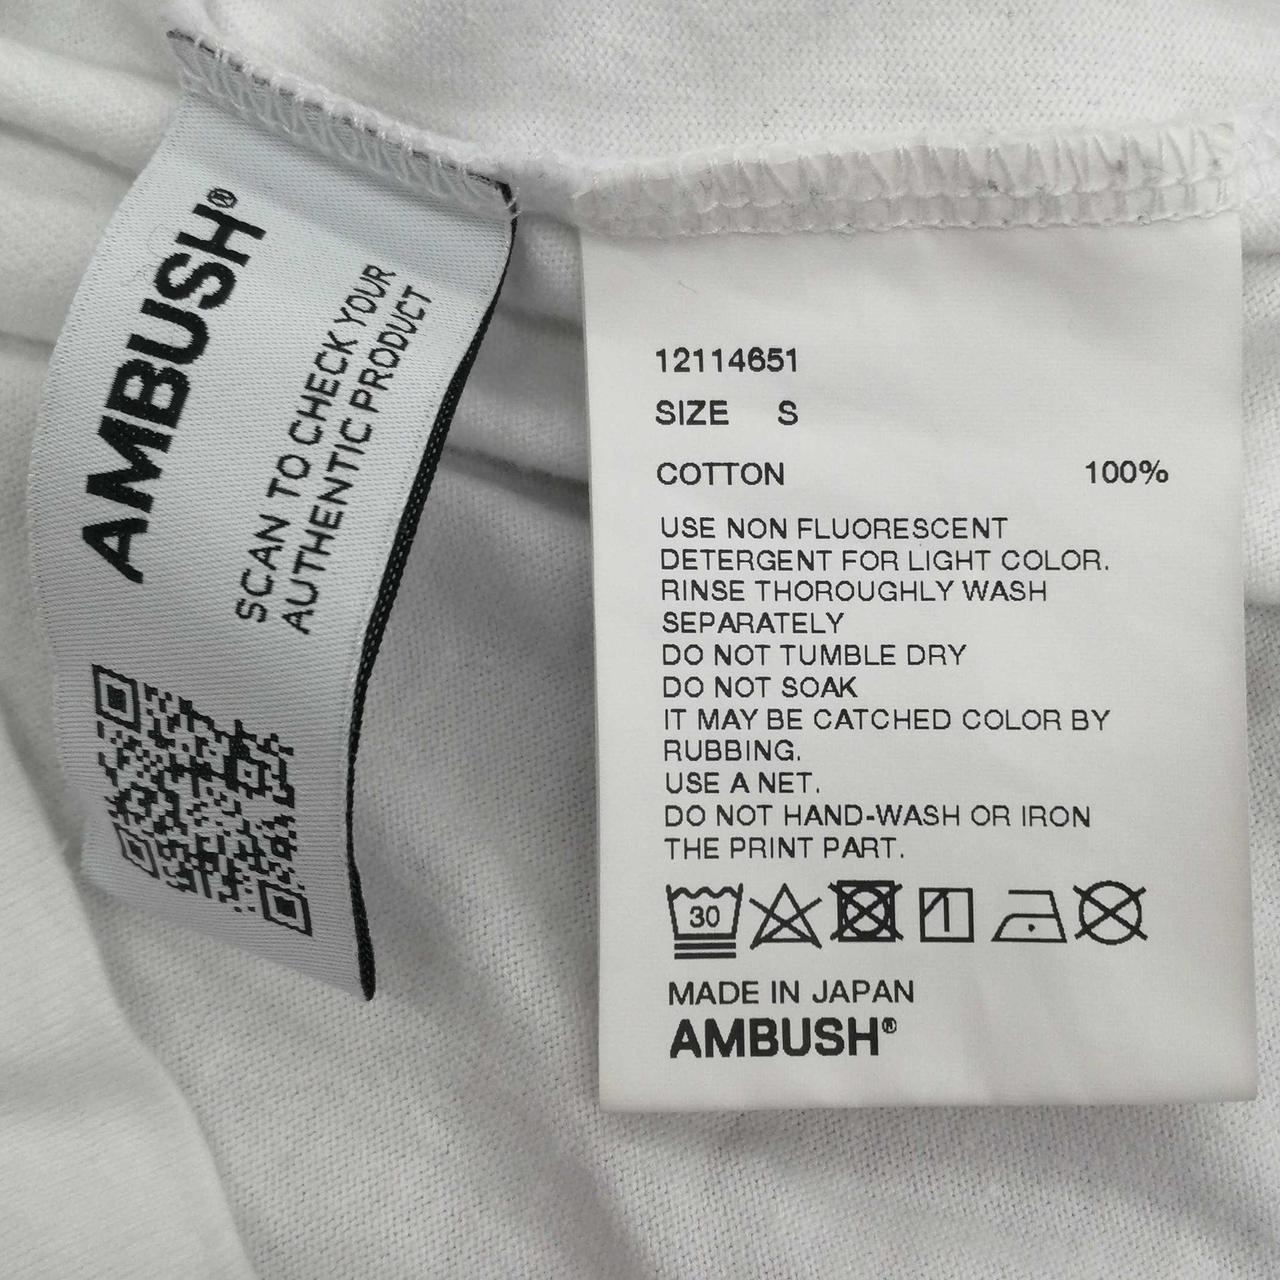 AMBUSH®
SCAN TO CHECK YOUR
AUTHENTIC PRODUCT
12114651
SIZE S
COTTON 100%
USE NON FLUORESCENT
DETERGENT FOR LIGHT COLOR.
RINSE THOROUGHLY WASH
SEPARATELY
DO NOT TUMBLE DRY
DO NOT SOAK
IT MAY BE CATCHED COLOR BY
RUBBING.
USE A NET.
DO NOT HAND-WASH OR IRON
THE PRINT PART.
30
MADE IN JAPAN
AMBUSH®